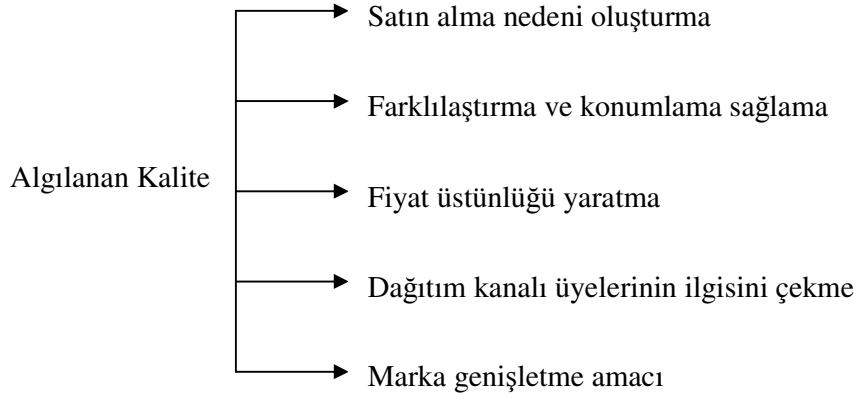 Satın alma nedeni oluşturma
Farklılaştırma ve konumlama sağlama
Algılanan Kalite
Fiyat üstünlüğü yaratma
Dağıtım kanalı üyelerinin ilgisini çekme
Marka genişletme amacı